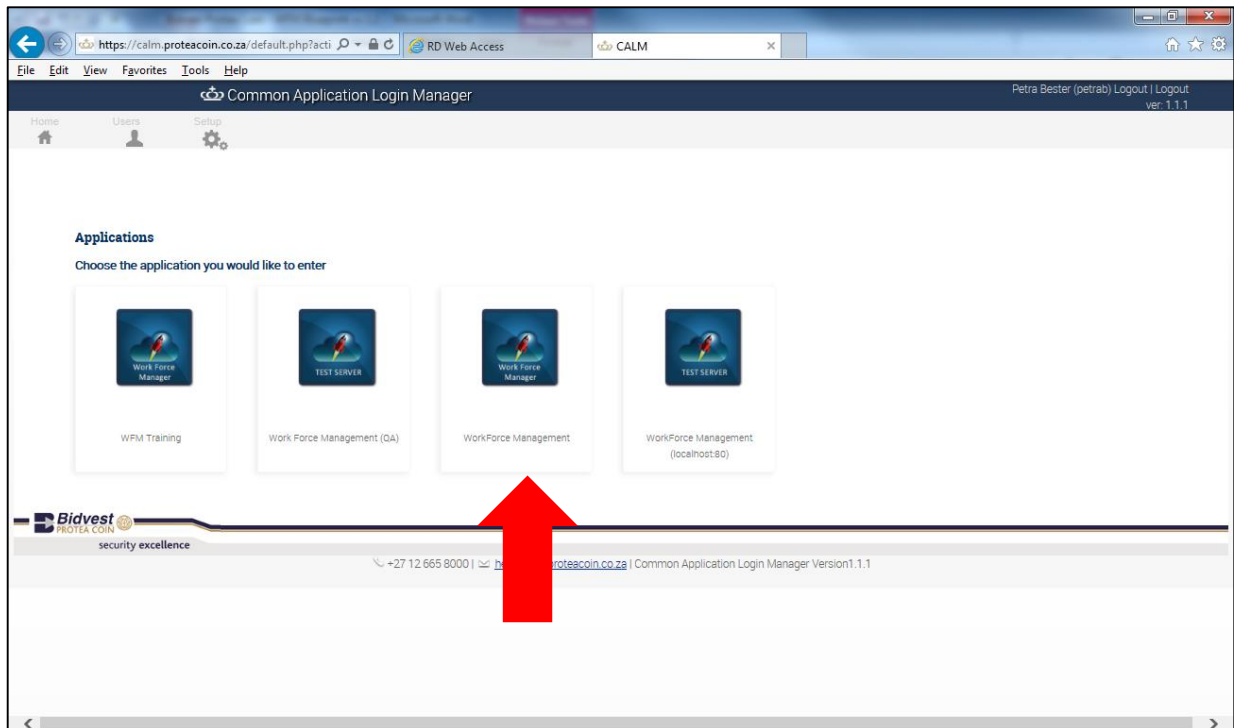 https://calm.proteacoin.co.za/default.php?acti
RD Web Access
CALM
File Edit View Favorites Tools Help
Common Application Login Manager
Petra Bester (petrab) Logout | Logout
ver: 1.1.1
Home Users Setup
Applications
Choose the application you would like to enter
Work Force
Manager
TEST SERVER
Work Force
Manager
TEST SERVER
WFM Training
Work Force Management (QA)
WorkForce Management
WorkForce Management
(localhost:80)
Bidvest
PROTEA COIN
security excellence
+27 12 665 8000 | proteacoin.co.za | Common Application Login Manager Version1.1.1